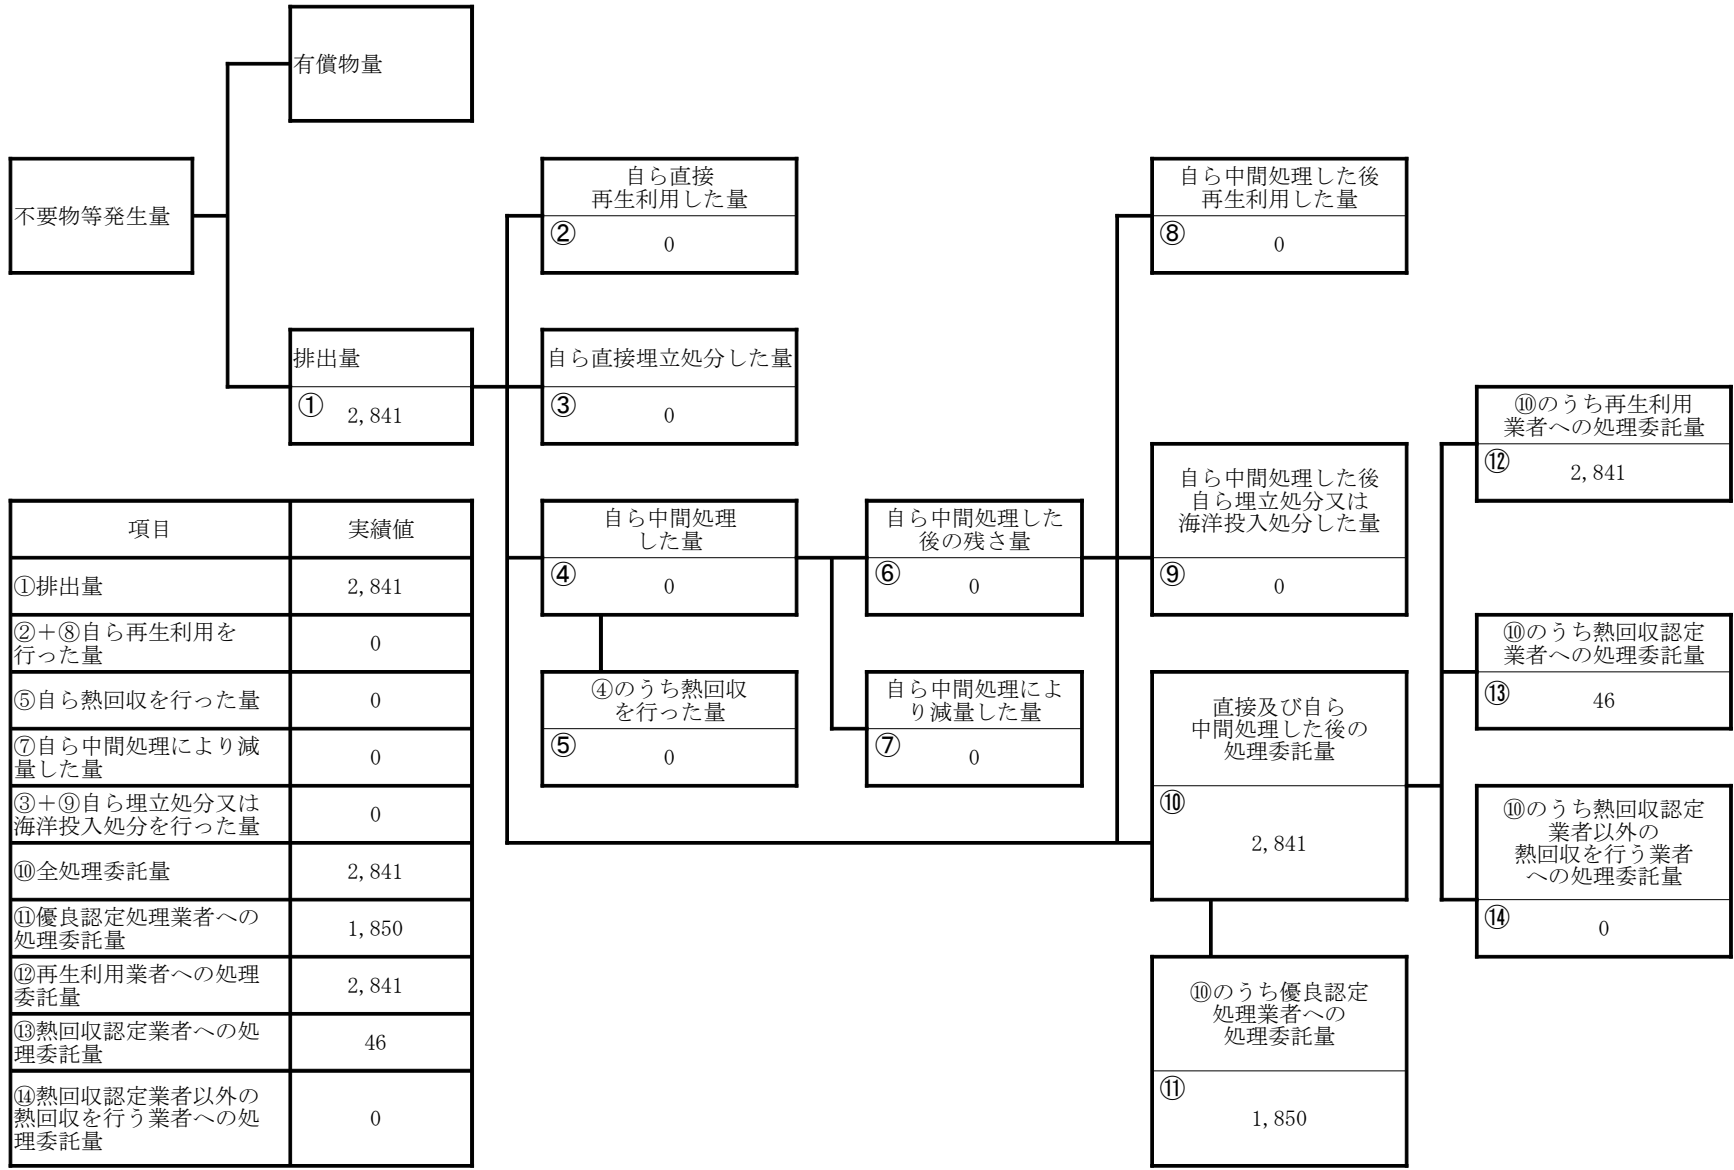 有償物量
不要物等発生量
自ら直接
再生利用した量
②
0
自ら中間処理した後
再生利用した量
⑧
0
排出量
①
2,841
自ら直接埋立処分した量
③
0
⑩のうち再生利用
業者への処理委託量
⑫
2,841
自ら中間処理
した量
④
0
自ら中間処理した
後の残さ量
⑥
0
自ら中間処理した後
自ら埋立処分又は
海洋投入処分した量
⑨
0
⑩のうち熱回収認定
業者への処理委託量
⑬
46
④のうち熱回収
を行った量
⑤
0
自ら中間処理によ
り減量した量
⑦
0
直接及び自ら
中間処理した後の
処理委託量
⑩
2,841
⑩のうち熱回収認定
業者以外の
熱回収を行う業者
への処理委託量
⑭
0
⑩のうち優良認定
処理業者への
処理委託量
⑪
1,850
項目 実績値
①排出量 2,841
②＋⑧自ら再生利用を
行った量 0
⑤自ら熱回収を行った量 0
⑦自ら中間処理により減
量した量 0
③＋⑨自ら埋立処分又は
海洋投入処分を行った量 0
⑩全処理委託量 2,841
⑪優良認定処理業者への
処理委託量 1,850
⑫再生利用業者への処理
委託量 2,841
⑬熱回収認定業者への処
理委託量 46
⑭熱回収認定業者以外の
熱回収を行う業者への処
理委託量 0